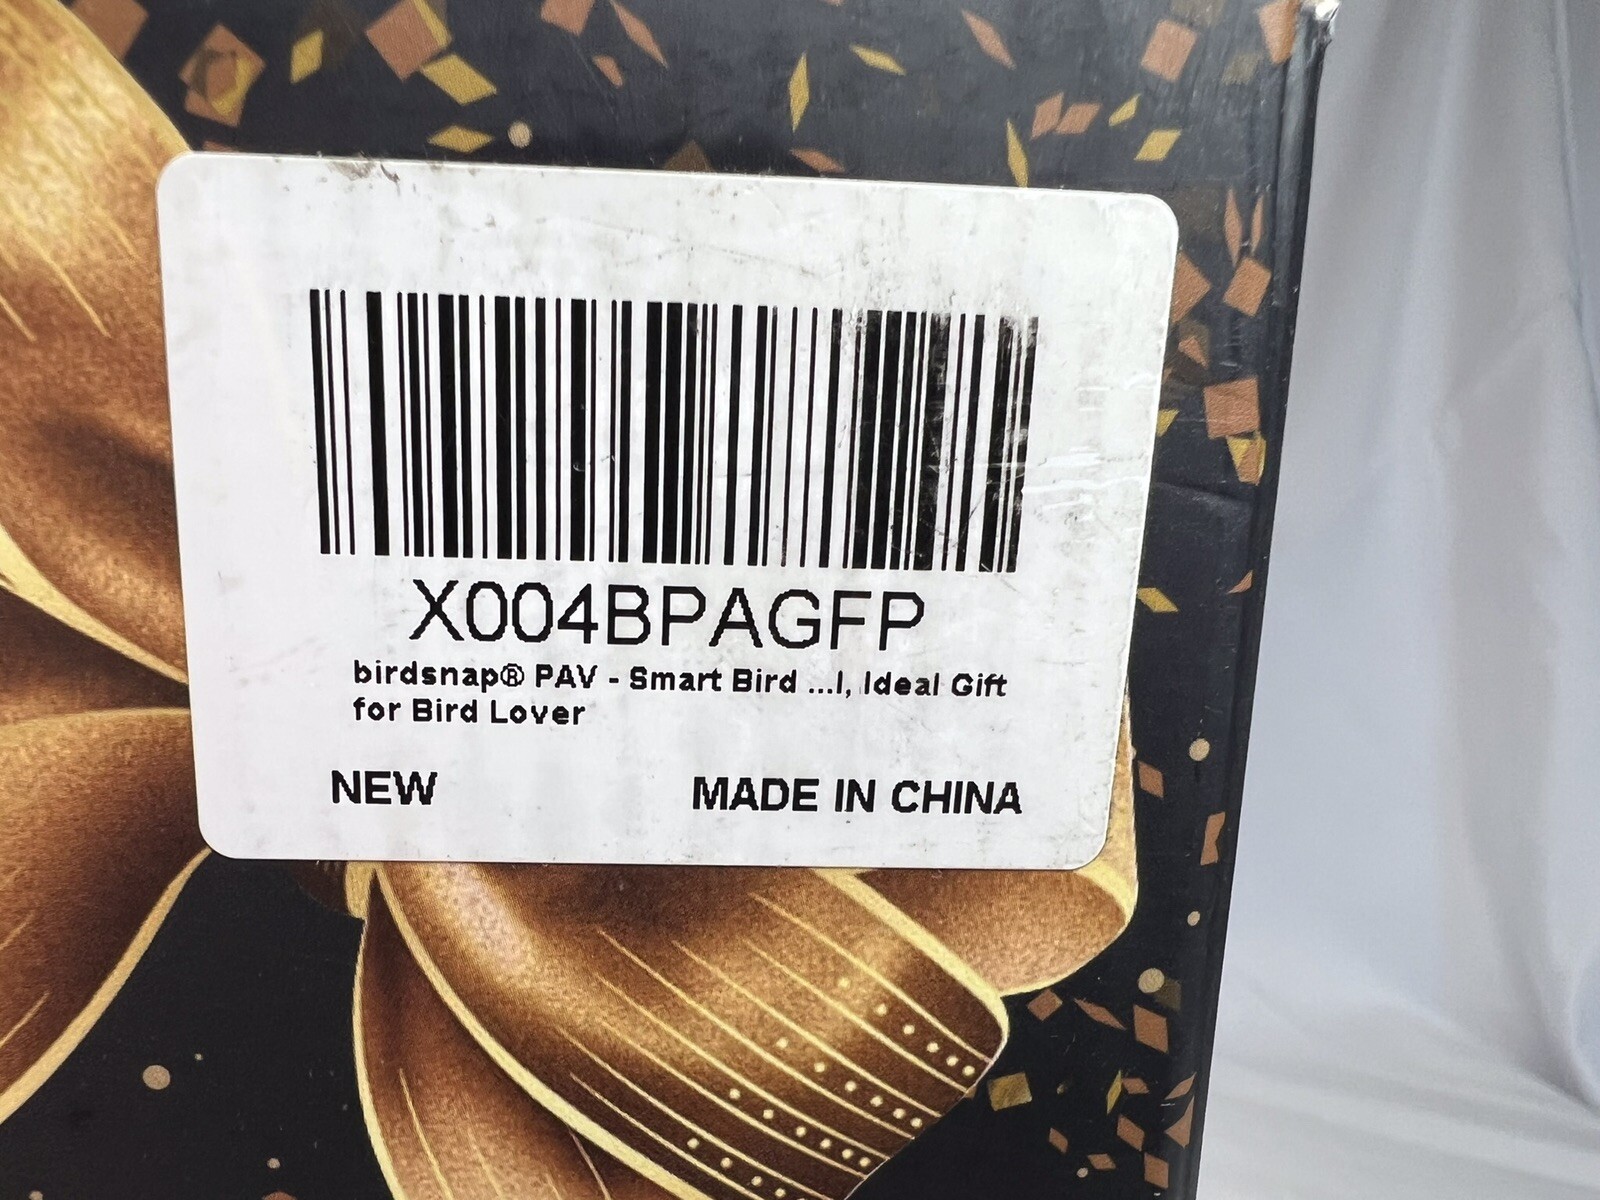 X004BPAGFP
birdsnap® PAV - Smart Bird ...l, Ideal Gift
for Bird Lover
NEW
MADE IN CHINA